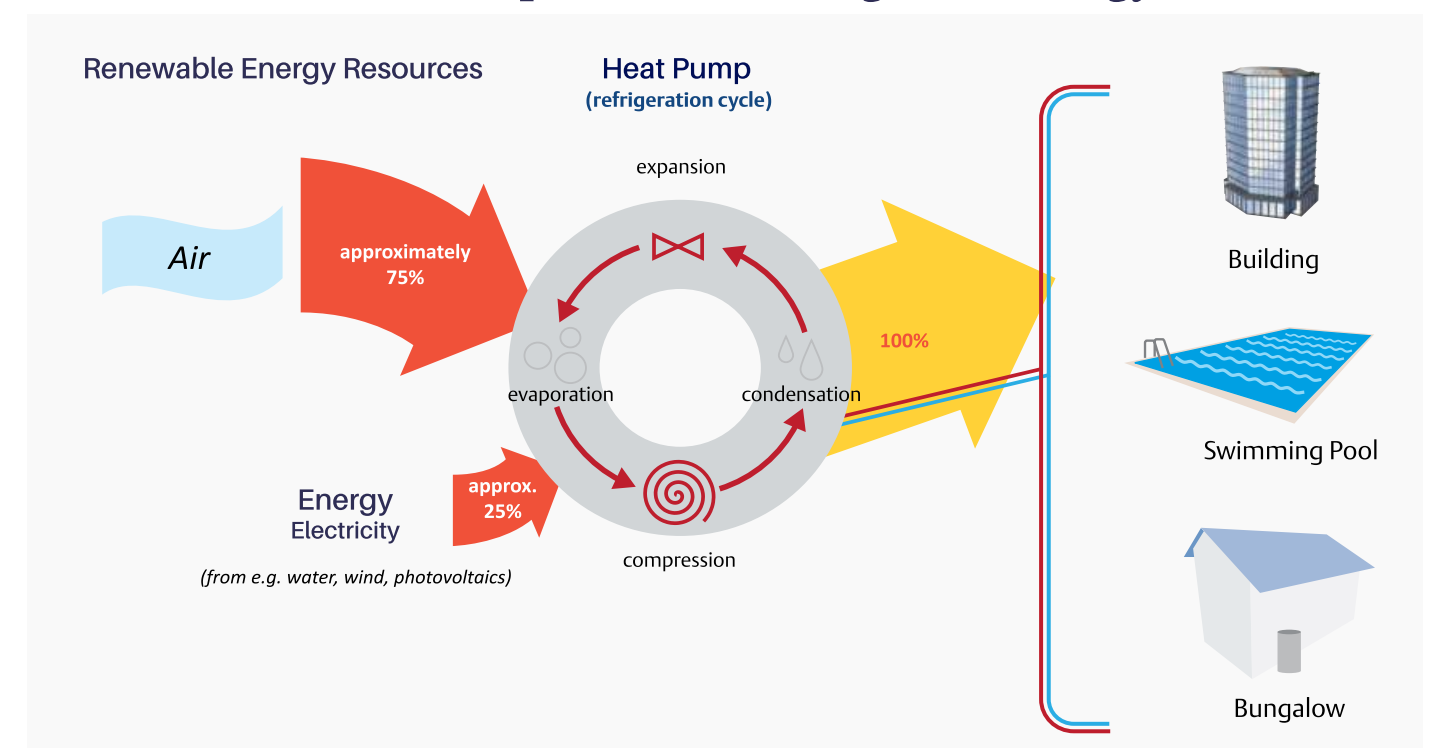 Renewable Energy Resources
Heat Pump
(refrigeration cycle)
expansion
Air
approximately
75%
100%
evaporation
condensation
Energy
Electricity
approx.
25%
(from e.g. water, wind, photovoltaics)
compression
Building
Swimming Pool
Bungalow